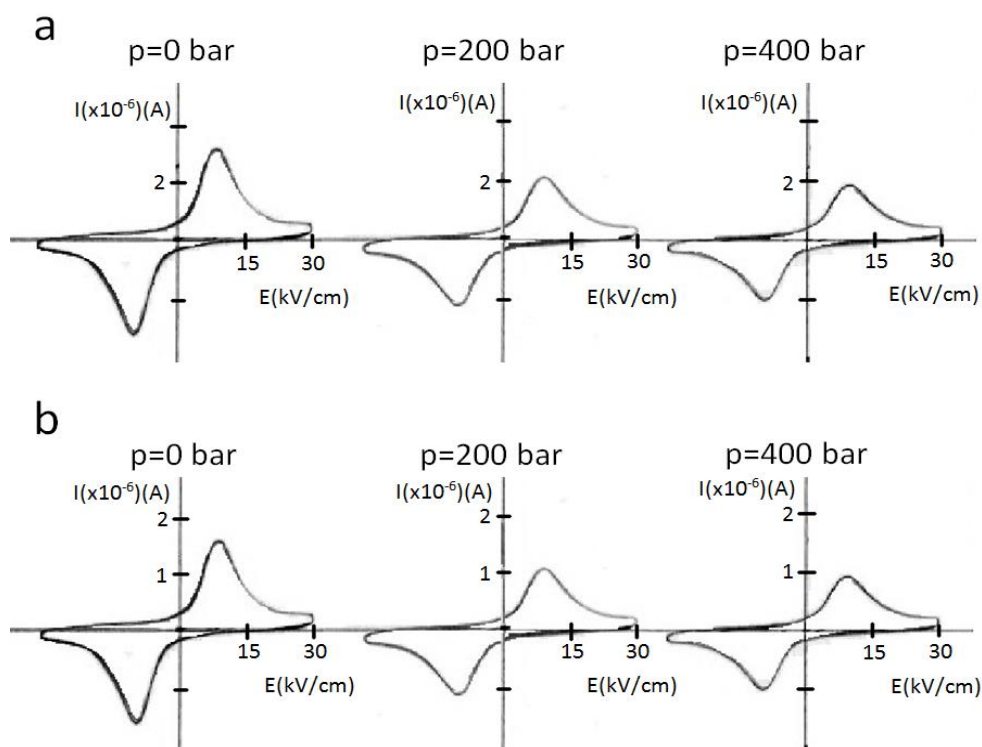 a
p=0 bar
p=200 bar
p=400 bar
I(x10⁻⁶)(A)
I(x10⁻⁶)(A)
I(x10⁻⁶)(A)
2
2
2
15
30
15
30
15
30
E(kV/cm)
E(kV/cm)
E(kV/cm)
b
p=0 bar
p=200 bar
p=400 bar
I(x10⁻⁶)(A)
I(x10⁻⁶)(A)
I(x10⁻⁶)(A)
2
2
2
1
1
1
15
30
15
30
15
30
E(kV/cm)
E(kV/cm)
E(kV/cm)